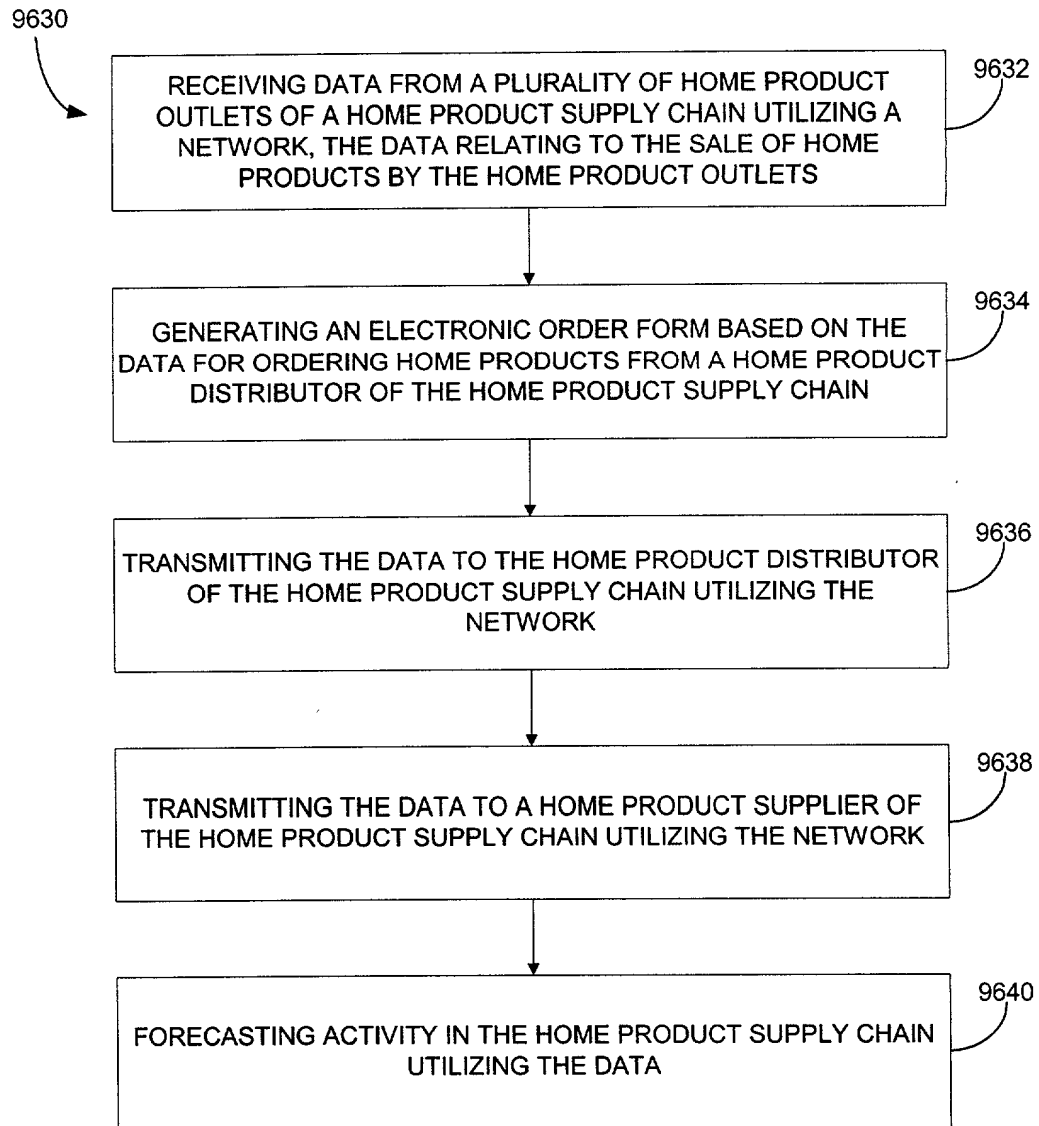 9630
RECEIVING DATA FROM A PLURALITY OF HOME PRODUCT
OUTLETS OF A HOME PRODUCT SUPPLY CHAIN UTILIZING A
NETWORK, THE DATA RELATING TO THE SALE OF HOME
PRODUCTS BY THE HOME PRODUCT OUTLETS
9632
GENERATING AN ELECTRONIC ORDER FORM BASED ON THE
DATA FOR ORDERING HOME PRODUCTS FROM A HOME PRODUCT
DISTRIBUTOR OF THE HOME PRODUCT SUPPLY CHAIN
9634
TRANSMITTING THE DATA TO THE HOME PRODUCT DISTRIBUTOR
OF THE HOME PRODUCT SUPPLY CHAIN UTILIZING THE
NETWORK
9636
TRANSMITTING THE DATA TO A HOME PRODUCT SUPPLIER OF
THE HOME PRODUCT SUPPLY CHAIN UTILIZING THE NETWORK
9638
FORECASTING ACTIVITY IN THE HOME PRODUCT SUPPLY CHAIN
UTILIZING THE DATA
9640